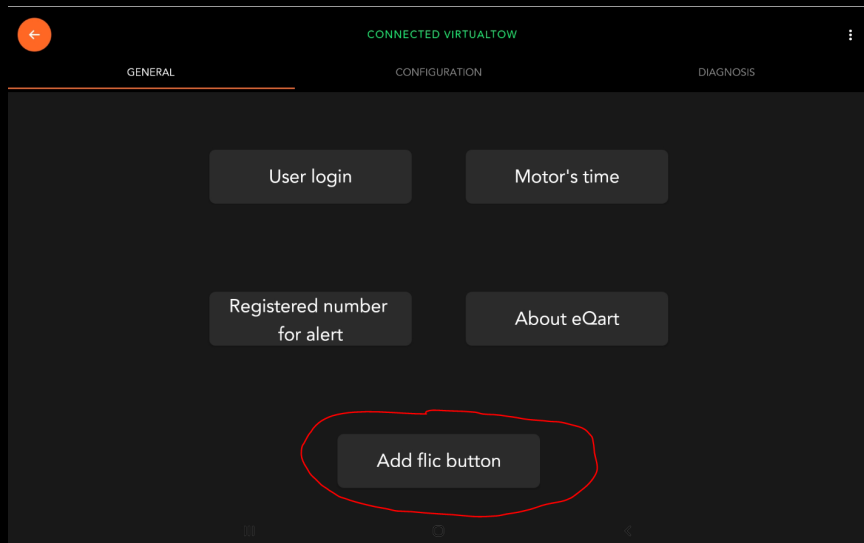 CONNECTED VIRTUALTOW
GENERAL
CONFIGURATION
DIAGNOSIS
User login
Motor's time
Registered number
for alert
About eQart
Add flic button